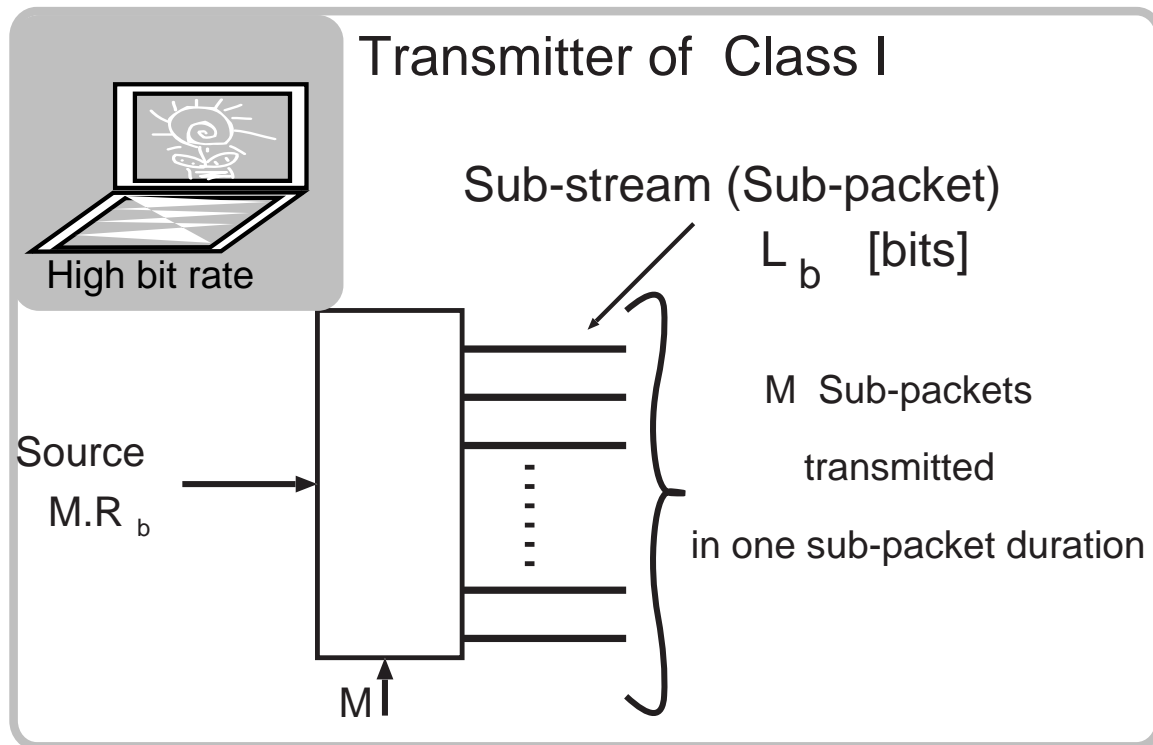 Transmitter of Class I
High bit rate
Sub-stream (Sub-packet)
L b [bits]
M Sub-packets
transmitted
in one sub-packet duration
Source
M.R b
M